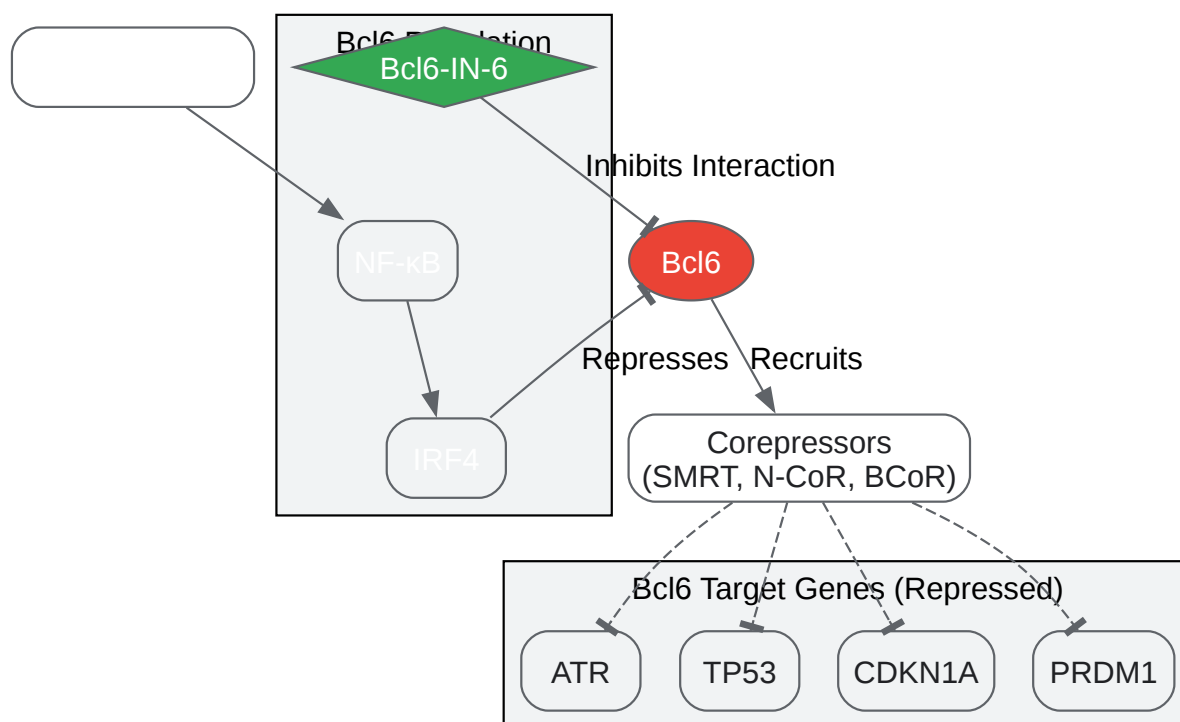 Bcl6-IN-6
Inhibits Interaction
NF-κB
Bcl6
Represses
Recruits
IRF4
Corepressors
(SMRT, N-CoR, BCoR)
Bcl6 Target Genes (Repressed)
ATR
TP53
CDKN1A
PRDM1